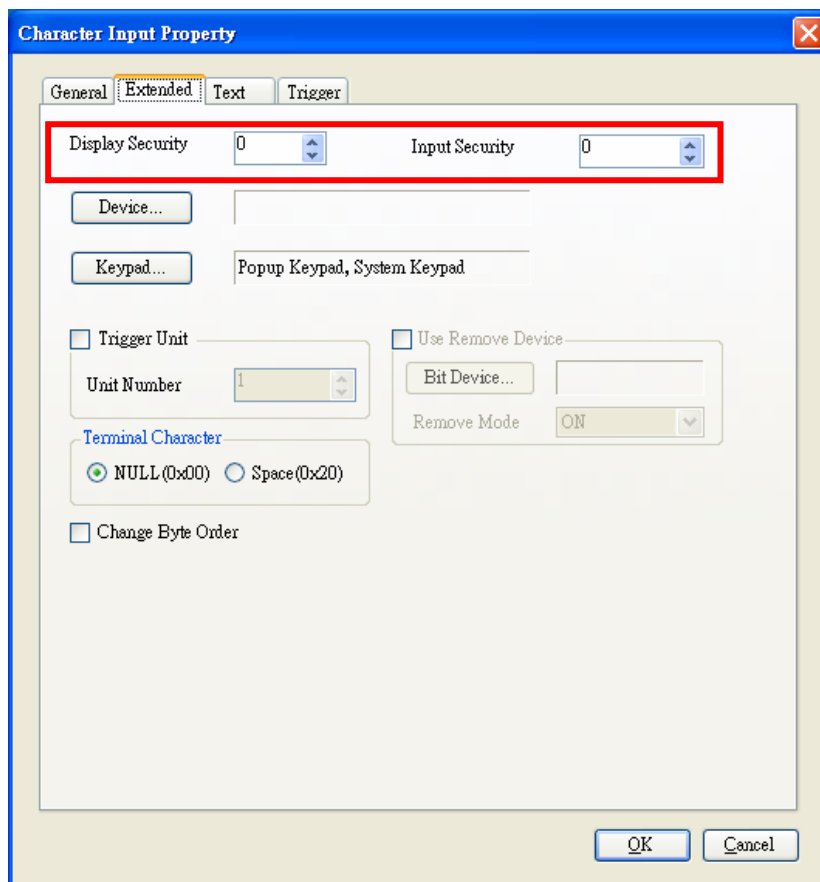 Character Input Property
General Extended Text Trigger
Display Security 0 Input Security 0
Device...
Keypad... Popup Keypad, System Keypad
Trigger Unit Use Remove Device
Unit Number 1 Bit Device...
Remove Mode ON
Terminal Character
NULL(0x00) Space(0x20)
Change Byte Order
OK Cancel